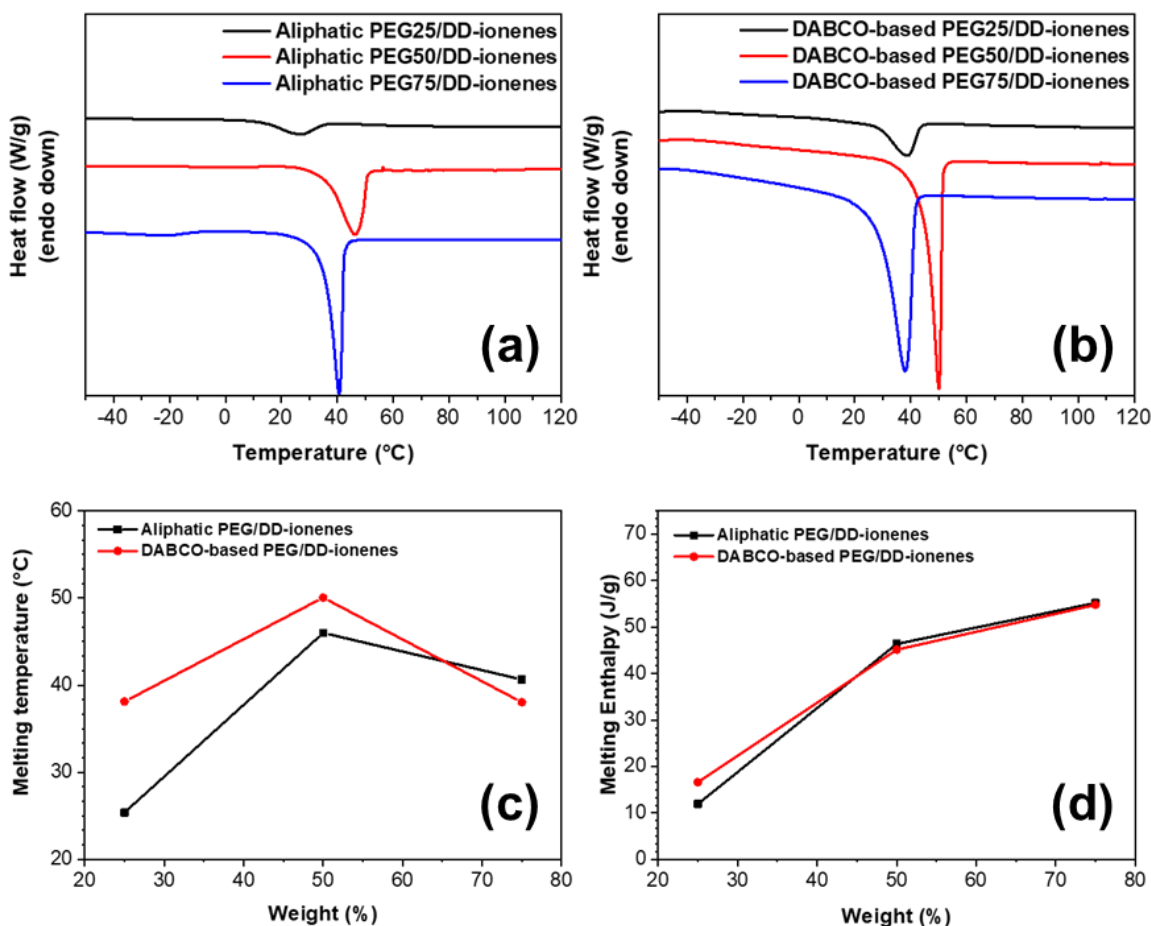 Aliphatic PEG25/DD-ionenes
Aliphatic PEG50/DD-ionenes
Aliphatic PEG75/DD-ionenes
Heat flow (W/g)
(endo down)
(a)
-40 -20 0 20 40 60 80 100 120
Temperature (°C)
DABCO-based PEG25/DD-ionenes
DABCO-based PEG50/DD-ionenes
DABCO-based PEG75/DD-ionenes
Heat flow (W/g)
(endo down)
(b)
-40 -20 0 20 40 60 80 100 120
Temperature (°C)
Aliphatic PEG/DD-ionenes
DABCO-based PEG/DD-ionenes
Melting temperature (°C)
60
50
40
30
20
(c)
20 30 40 50 60 70 80
Weight (%)
Aliphatic PEG/DD-ionenes
DABCO-based PEG/DD-ionenes
Melting Enthalpy (J/g)
70
60
50
40
30
20
10
0
(d)
20 30 40 50 60 70 80
Weight (%)